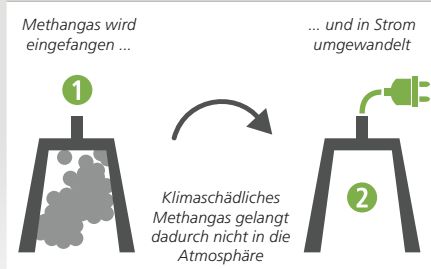 Methangas wird
eingefangen ...
... und in Strom
umgewandelt
1
2
Klimaschädliches
Methangas gelangt
dadurch nicht in die
Atmosphäre